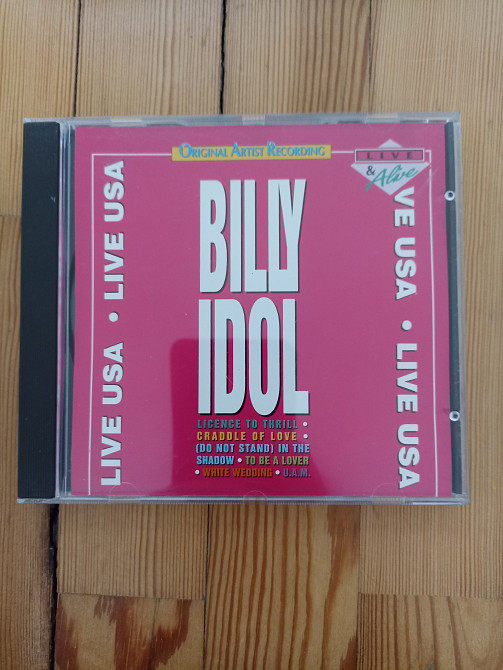 ORIGINAL ARTIST RECORDING
LIVE
& Alive
BILLY
IDOL
LICENCE TO THRILL •
CRADDLE OF LOVE •
(DO NOT STAND) IN THE
SHADOW • TO BE A LOVER
• WHITE WEDDING • U.A.M.
LIVE USA • LIVE USA
VE USA • LIVE USA